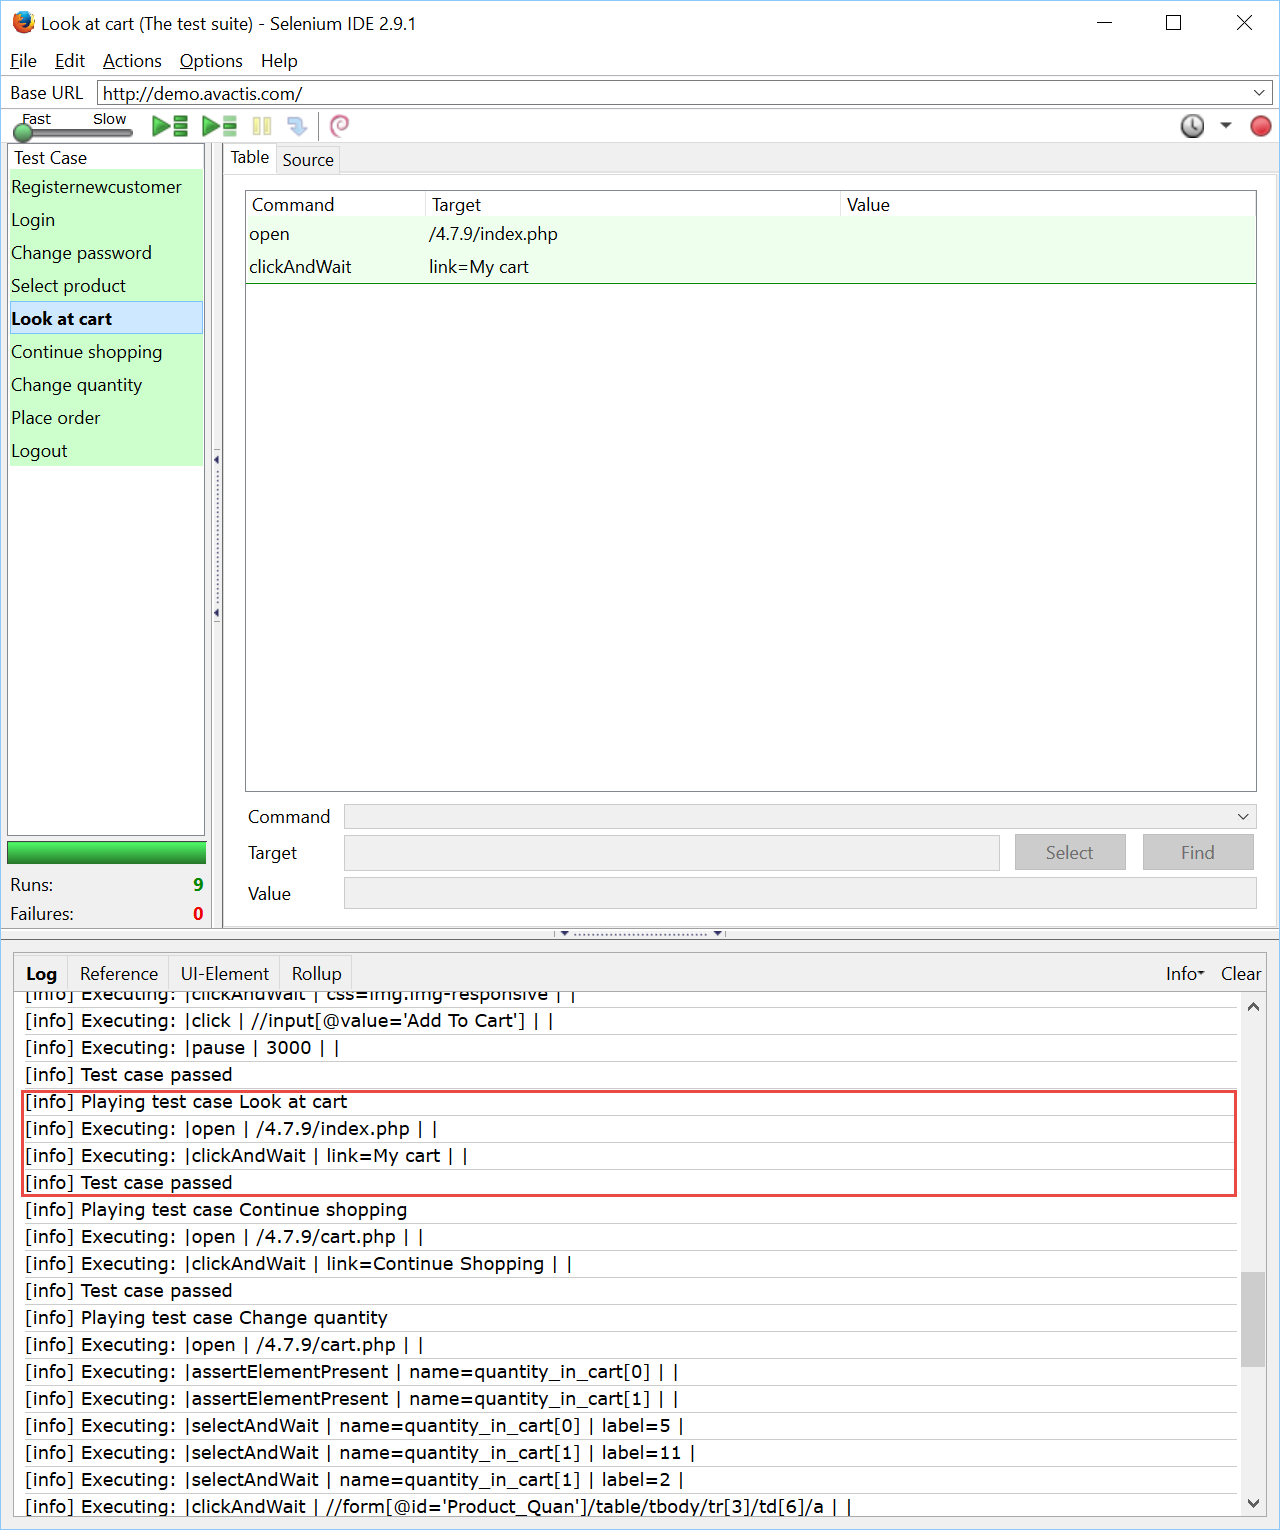 Look at cart (The test suite) - Selenium IDE 2.9.1
File Edit Actions Options Help
Base URL http://demo.avactis.com/
Fast Slow
Test Case
Registernewcustomer
Login
Change password
Select product
Look at cart
Continue shopping
Change quantity
Place order
Logout
Runs: 9
Failures: 0
Table Source
Command Target Value
open /4.7.9/index.php
clickAndWait link=My cart
Command
Target Select Find
Value
Log Reference UI-Element Rollup Info Clear
[info] Executing: |clickAndWait | css=img.img-responsive | |
[info] Executing: |click | //input[@value='Add To Cart'] | |
[info] Executing: |pause | 3000 | |
[info] Test case passed
[info] Playing test case Look at cart
[info] Executing: |open | /4.7.9/index.php | |
[info] Executing: |clickAndWait | link=My cart | |
[info] Test case passed
[info] Playing test case Continue shopping
[info] Executing: |open | /4.7.9/cart.php | |
[info] Executing: |clickAndWait | link=Continue Shopping | |
[info] Test case passed
[info] Playing test case Change quantity
[info] Executing: |open | /4.7.9/cart.php | |
[info] Executing: |assertElementPresent | name=quantity_in_cart[0] | |
[info] Executing: |assertElementPresent | name=quantity_in_cart[1] | |
[info] Executing: |selectAndWait | name=quantity_in_cart[0] | label=5 |
[info] Executing: |selectAndWait | name=quantity_in_cart[1] | label=11 |
[info] Executing: |selectAndWait | name=quantity_in_cart[1] | label=2 |
[info] Executing: |clickAndWait | //form[@id='Product_Quan']/table/tbody/tr[3]/td[6]/a | |